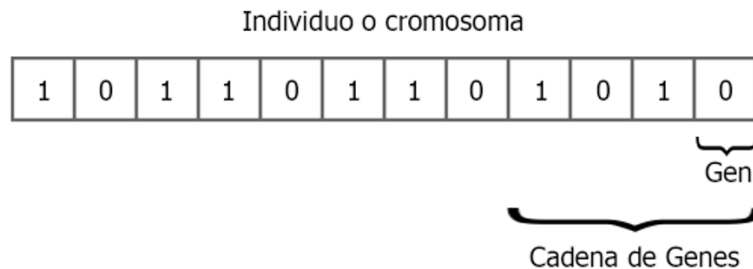 Individuo o cromosoma
1 0 1 1 0 1 1 0 1 0 1 0
Gen
Cadena de Genes